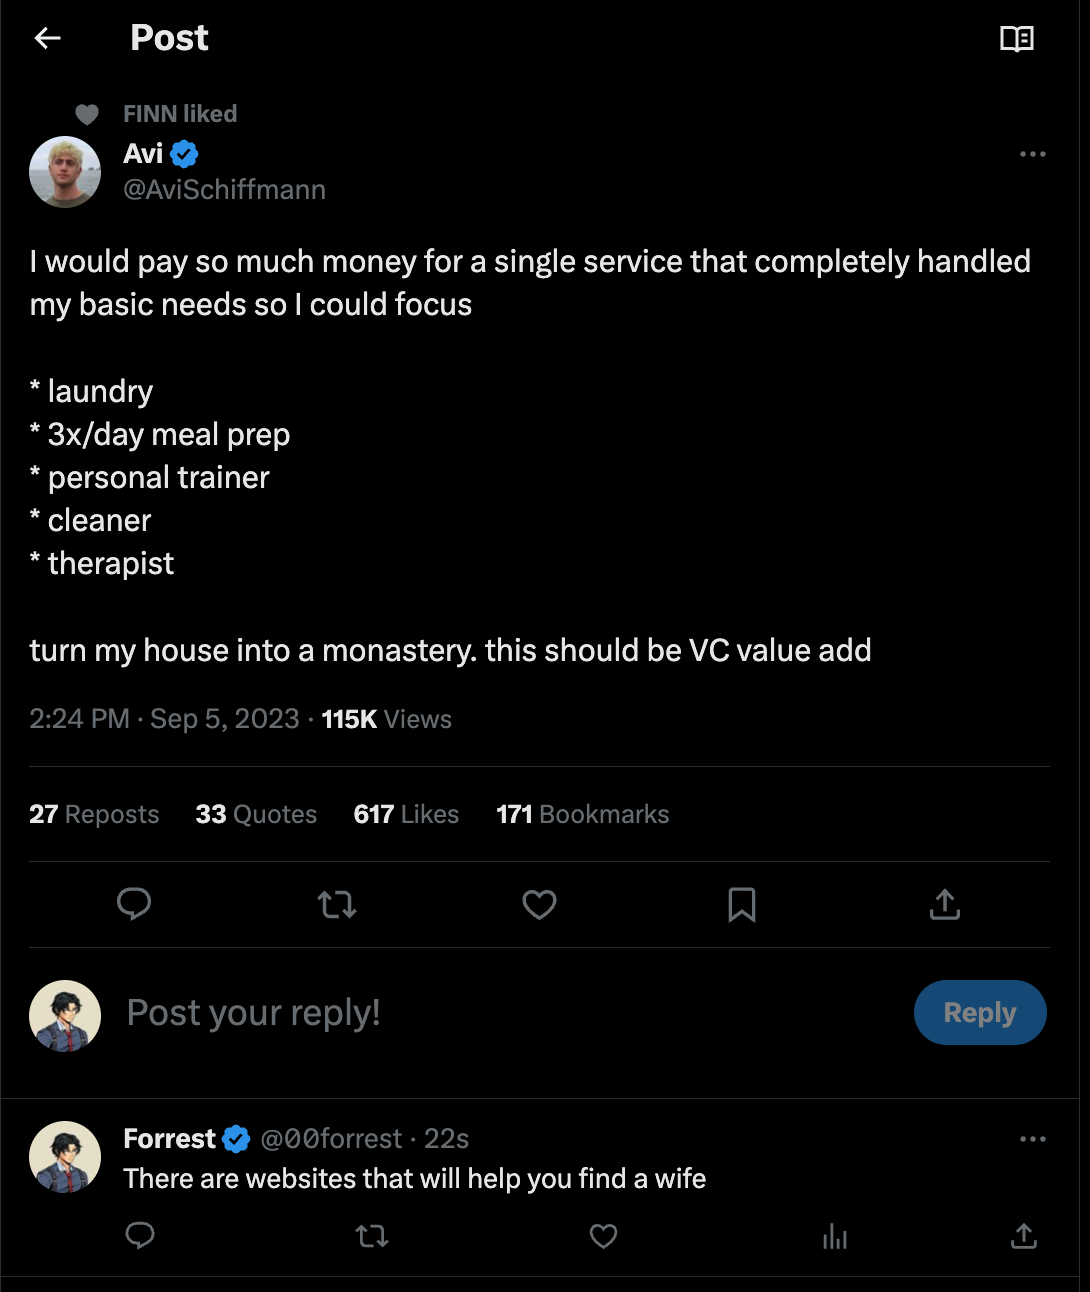 Post
FINN liked
Avi
@AviSchiffmann
I would pay so much money for a single service that completely handled
my basic needs so I could focus
* laundry
* 3x/day meal prep
* personal trainer
* cleaner
* therapist
turn my house into a monastery. this should be VC value add
2:24 PM · Sep 5, 2023 · 115K Views
27 Reposts 33 Quotes 617 Likes 171 Bookmarks
Post your reply!
Reply
Forrest @00forrest · 22s
There are websites that will help you find a wife